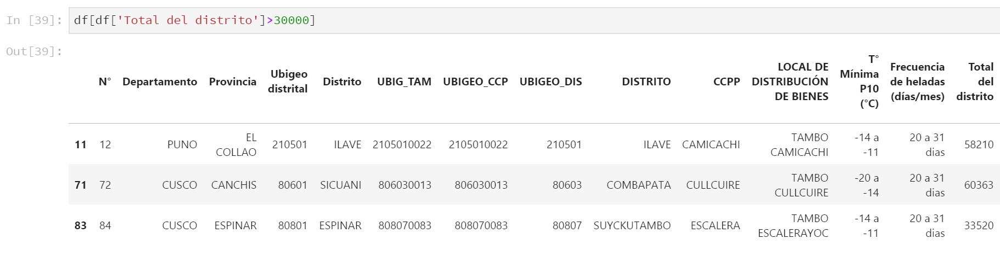 In [39]: df[df['Total del distrito']>30000]
Out[39]:
N° Departamento Provincia Ubigeo distrital Distrito UBIG_TAM UBIGEO_CCP UBIGEO_DIS DISTRITO CCPP LOCAL DE DISTRIBUCIÓN DE BIENES T° Mínima P10 (°C) Frecuencia de heladas (días/mes) Total del distrito
11 12 PUNO EL COLLAO 210501 ILAVE 2105010022 2105010022 210501 ILAVE CAMICACHI TAMBO CAMICACHI -14 a -11 20 a 31 dias 58210
71 72 CUSCO CANCHIS 80601 SICUANI 806030013 806030013 80603 COMBAPATA CULLCUIRE TAMBO CULLCUIRE -20 a -14 20 a 31 dias 60363
83 84 CUSCO ESPINAR 80801 ESPINAR 808070083 808070083 80807 SUYCKUTAMBO ESCALERA TAMBO ESCALERAYOC -14 a -11 20 a 31 dias 33520